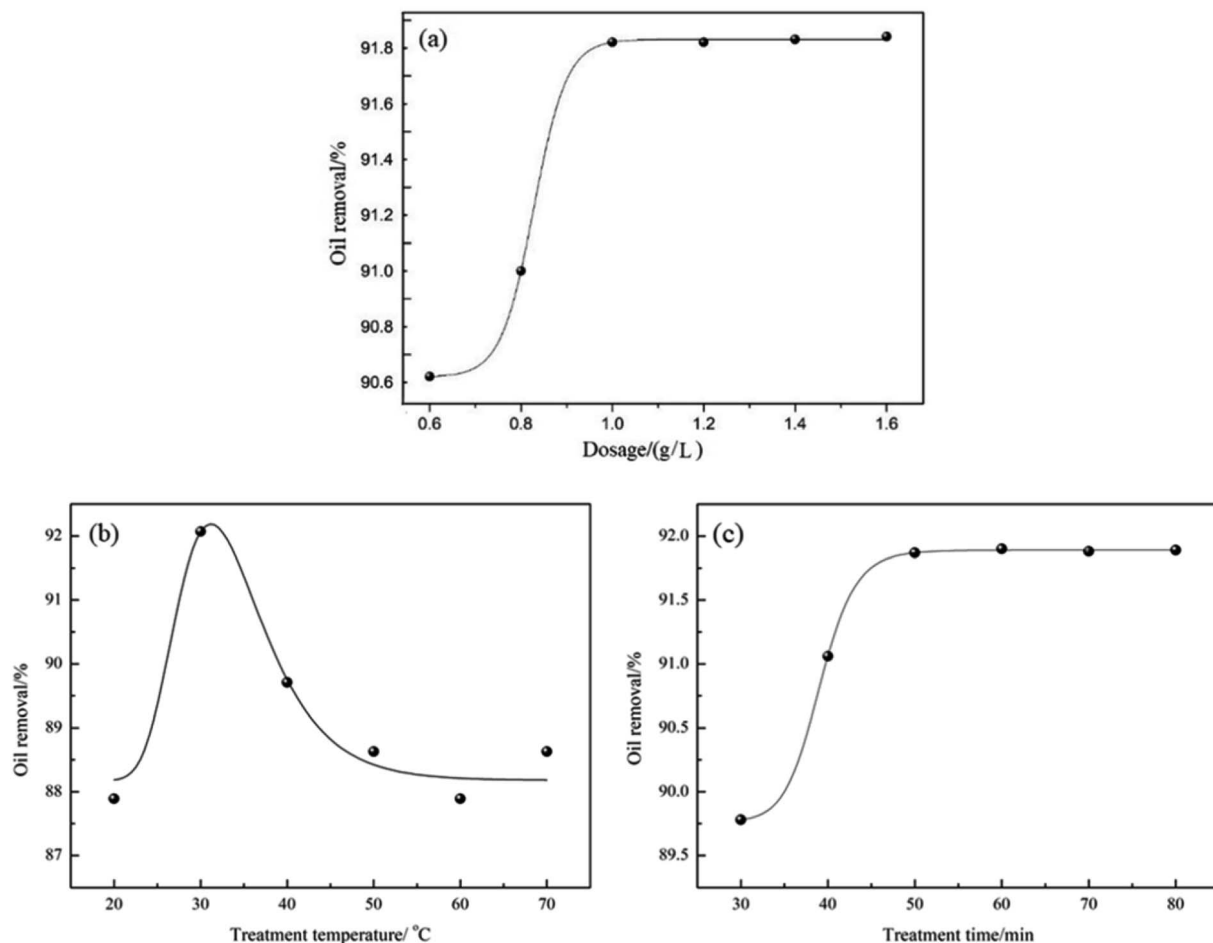 (a)
Oil removal/%
91.8
91.6
91.4
91.2
91.0
90.8
90.6
0.6 0.8 1.0 1.2 1.4 1.6
Dosage/(g/L)
(b)
Oil removal/%
92
91
90
89
88
87
20 30 40 50 60 70
Treatment temperature/ °C
(c)
Oil removal/%
92.0
91.5
91.0
90.5
90.0
89.5
30 40 50 60 70 80
Treatment time/min